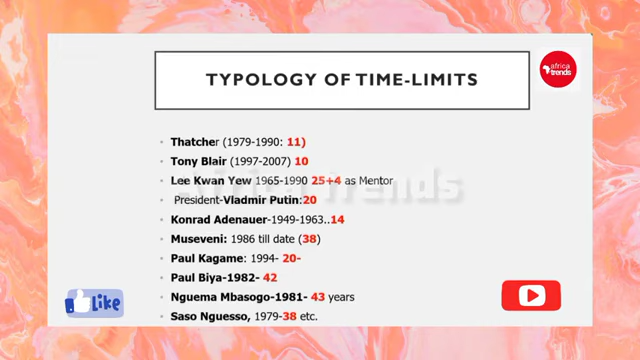 TYPOLOGY OF TIME-LIMITS
africa
trends
Thatcher (1979-1990: 11)
Tony Blair (1997-2007) 10
Lee Kwan Yew 1965-1990 25+4 as Mentor
President-Vladmir Putin:20
Konrad Adenauer-1949-1963..14
Museveni: 1986 till date (38)
Paul Kagame: 1994- 20-
Paul Biya-1982- 42
Nguema Mbasogo-1981- 43 years
Saso Nguesso, 1979-38 etc.
Africa Trends
Like